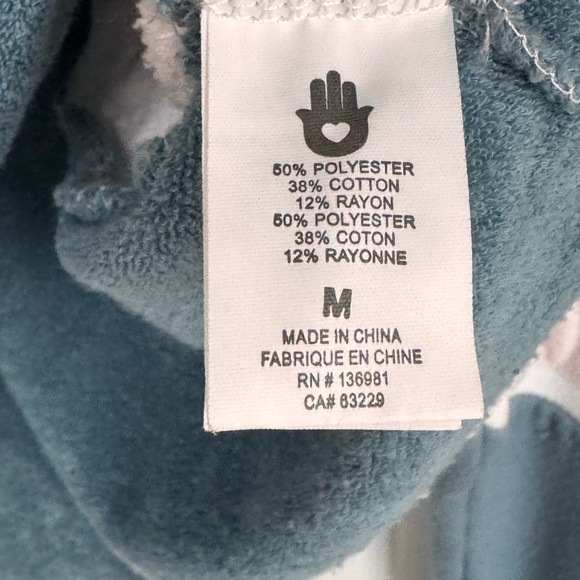 50% POLYESTER
38% COTTON
12% RAYON
50% POLYESTER
38% COTON
12% RAYONNE
M
MADE IN CHINA
FABRIQUE EN CHINE
RN # 136981
CA# 63229